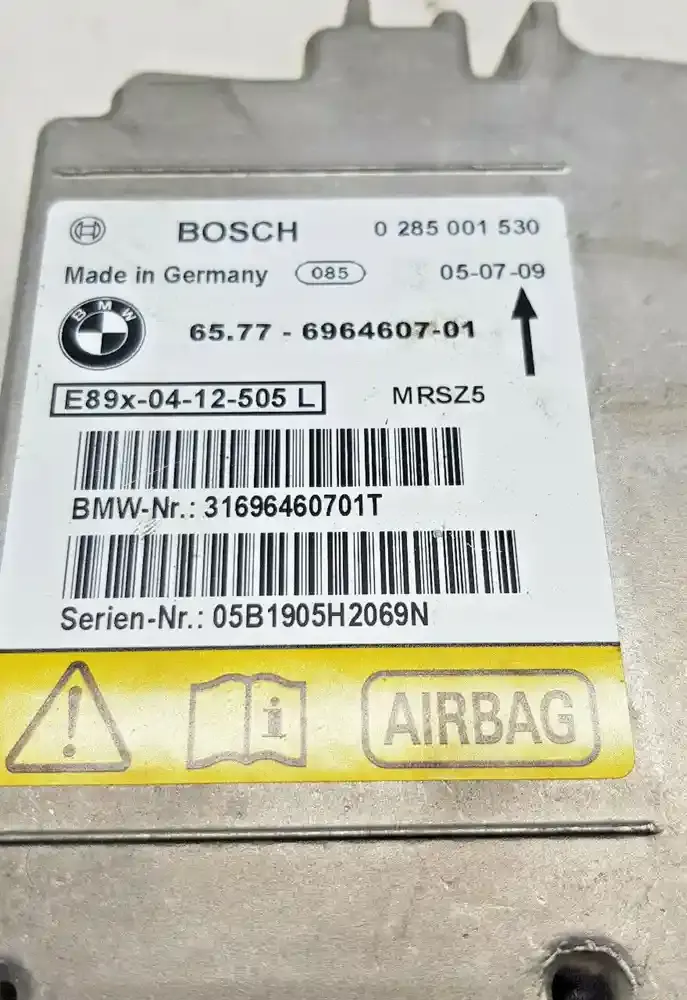 BOSCH 0 285 001 530
Made in Germany 085 05-07-09
BMW 65.77 - 6964607-01
E89x-04-12-505 L MRSZ5
BMW-Nr.: 31696460701T
Serien-Nr.: 05B1905H2069N
! i AIRBAG